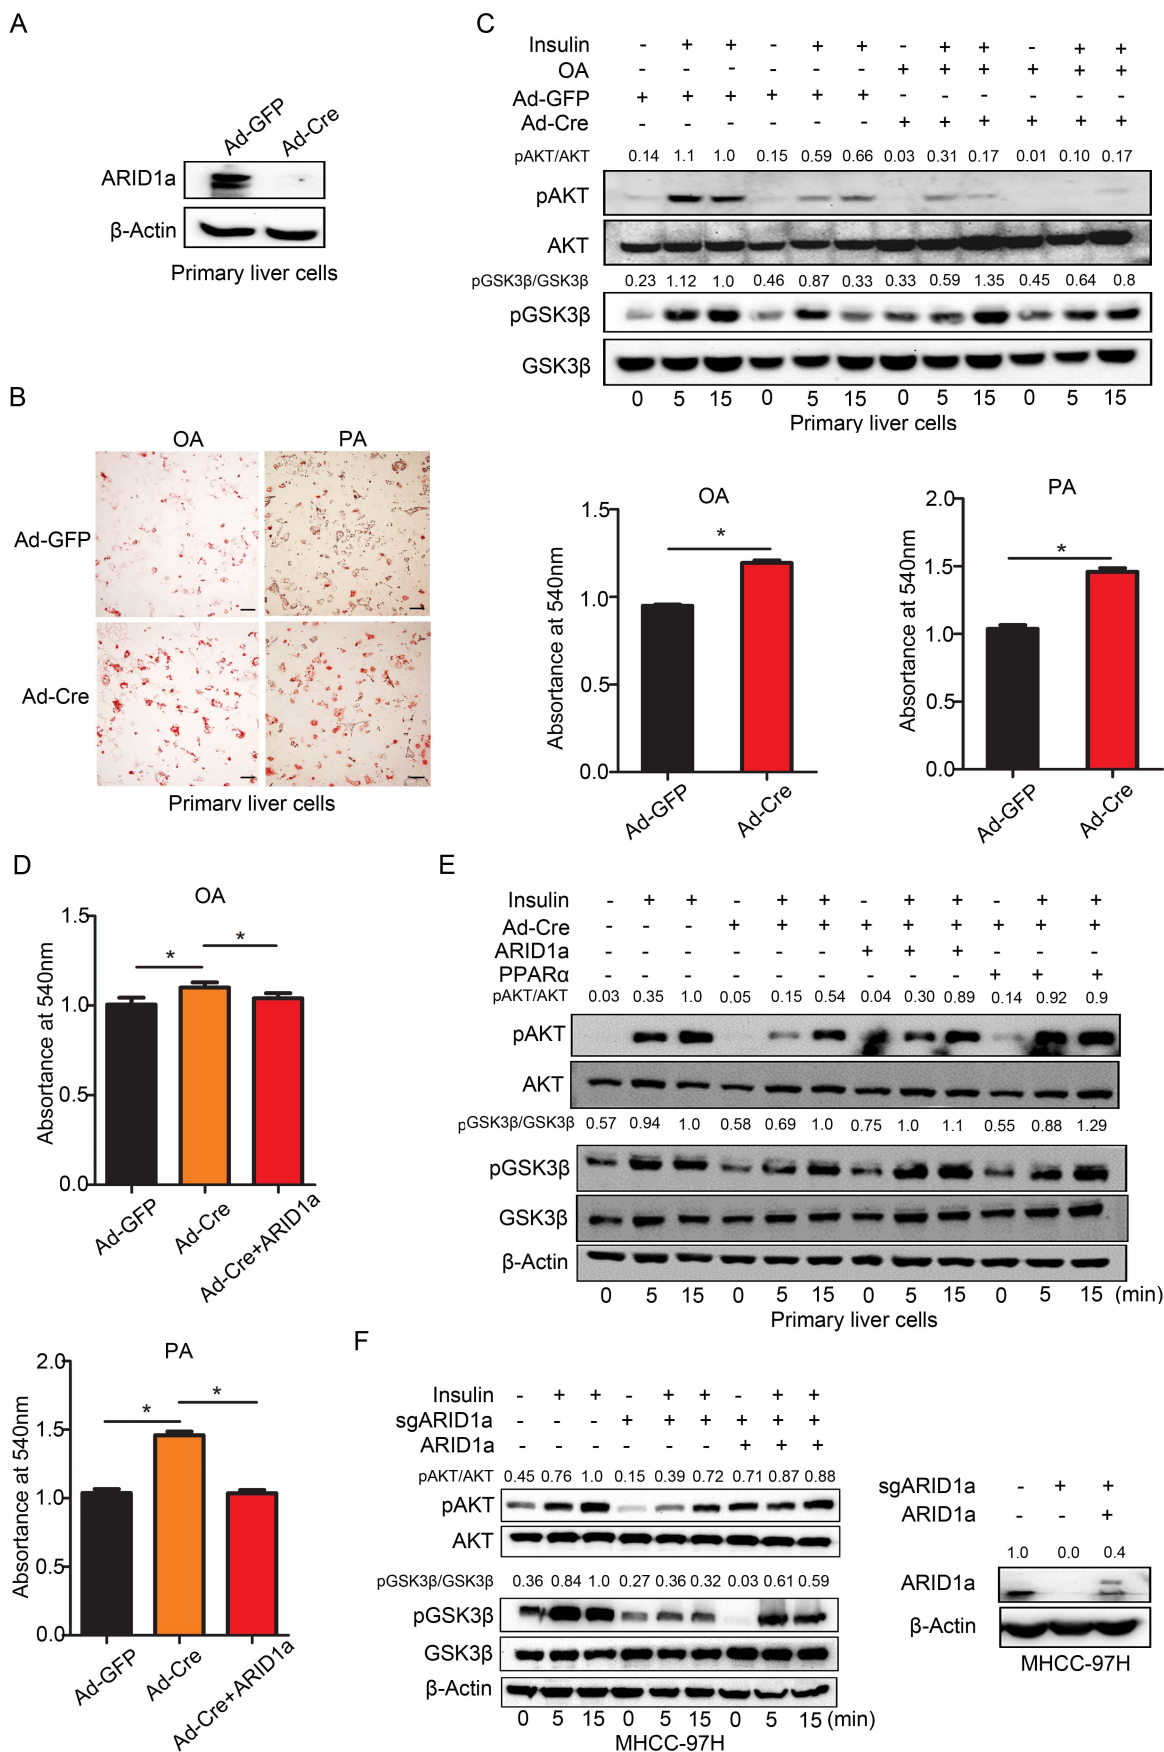 A
Ad-GFP Ad-Cre
ARID1a
β-Actin
Primary liver cells
C
Insulin - + + - + + - + + - + +
OA - - - - - - + + + + + +
Ad-GFP + + + + + + - - - - - -
Ad-Cre - - - - - - + + + + + +
pAKT/AKT 0.14 1.1 1.0 0.15 0.59 0.66 0.03 0.31 0.17 0.01 0.10 0.17
pAKT
AKT
pGSK3β/GSK3β 0.23 1.12 1.0 0.46 0.87 0.33 0.33 0.59 1.35 0.45 0.64 0.8
pGSK3β
GSK3β
0 5 15 0 5 15 0 5 15 0 5 15
Primary liver cells
B
OA PA
Ad-GFP
Ad-Cre
Primary liver cells
OA
Absortance at 540nm
1.5
1.0
0.5
0.0
*
Ad-GFP Ad-Cre
PA
Absortance at 540nm
2.0
1.5
1.0
0.5
0.0
*
Ad-GFP Ad-Cre
D
OA
Absortance at 540nm
1.5
1.0
0.5
0.0
* *
Ad-GFP Ad-Cre Ad-Cre+ARID1a
PA
Absortance at 540nm
2.0
1.5
1.0
0.5
0.0
* *
Ad-GFP Ad-Cre Ad-Cre+ARID1a
E
Insulin - + + - + + - + + - + +
Ad-Cre - - - + + + + + + + + +
ARID1a - - - - - - + + + - - -
PPARα - - - - - - - - - + + +
pAKT/AKT 0.03 0.35 1.0 0.05 0.15 0.54 0.04 0.30 0.89 0.14 0.92 0.9
pAKT
AKT
pGSK3β/GSK3β 0.57 0.94 1.0 0.58 0.69 1.0 0.75 1.0 1.1 0.55 0.88 1.29
pGSK3β
GSK3β
β-Actin
0 5 15 0 5 15 0 5 15 0 5 15 (min)
Primary liver cells
F
Insulin - + + - + + - + +
sgARID1a - - - + + + + + +
ARID1a - - - - - - + + +
pAKT/AKT 0.45 0.76 1.0 0.15 0.39 0.72 0.71 0.87 0.88
pAKT
AKT
pGSK3β/GSK3β 0.36 0.84 1.0 0.27 0.36 0.32 0.03 0.61 0.59
pGSK3β
GSK3β
β-Actin
0 5 15 0 5 15 0 5 15 (min)
MHCC-97H
sgARID1a - + +
ARID1a - - +
1.0 0.0 0.4
ARID1a
β-Actin
MHCC-97H